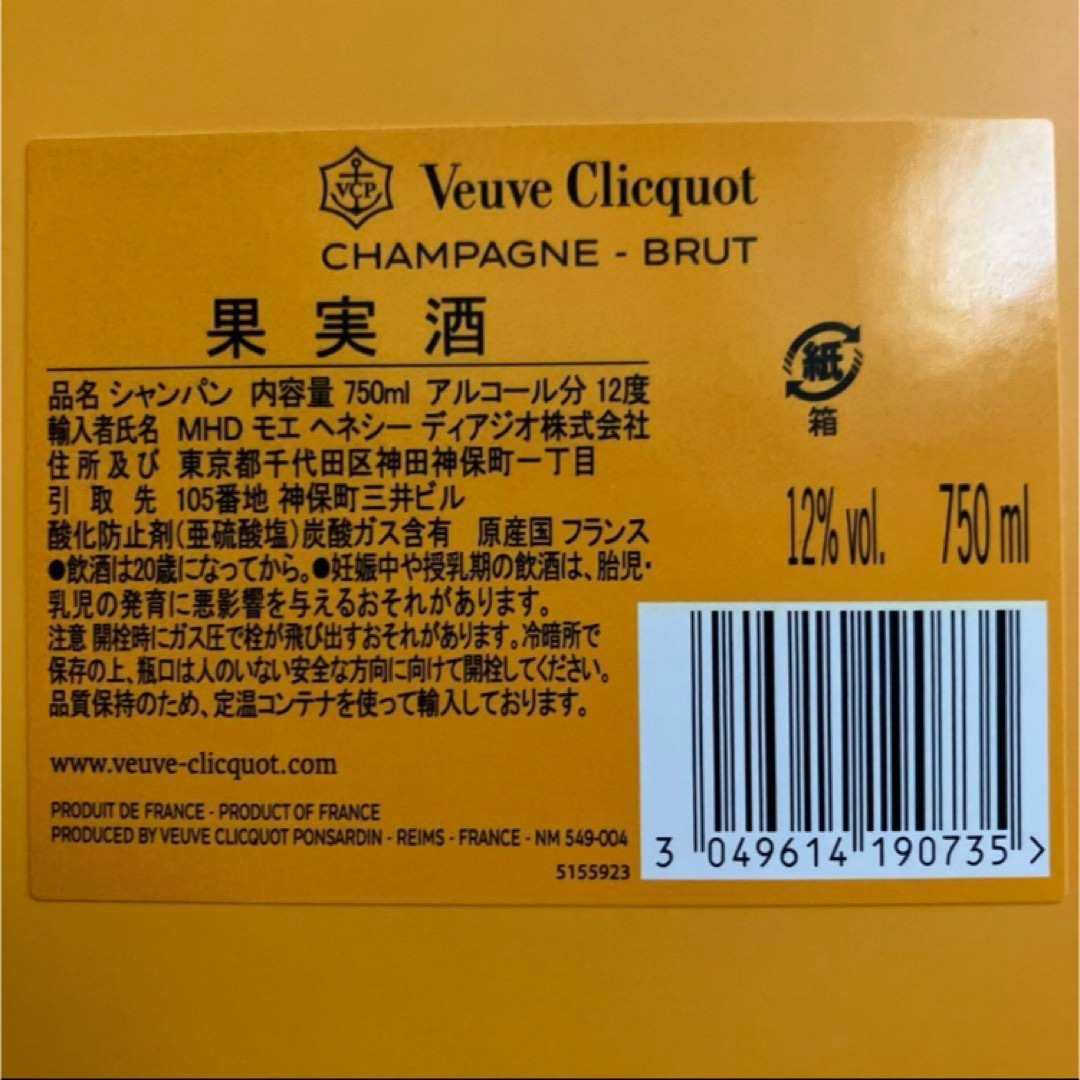 VCP Veuve Clicquot
CHAMPAGNE - BRUT
果実酒
品名 シャンパン 内容量 750ml アルコール分 12度
輸入者氏名 MHD モエ ヘネシー ディアジオ株式会社
住所及び 東京都千代田区神田神保町一丁目
引取先 105番地 神保町三井ビル
酸化防止剤(亜硫酸塩)炭酸ガス含有 原産国 フランス
●飲酒は20歳になってから。●妊娠中や授乳期の飲酒は、胎児・
乳児の発育に悪影響を与えるおそれがあります。
注意 開栓時にガス圧で栓が飛び出すおそれがあります。冷暗所で
保存の上、瓶口は人のいない安全な方向に向けて開栓してください。
品質保持のため、定温コンテナを使って輸入しております。
紙
箱
12% vol. 750 ml
www.veuve-clicquot.com
PRODUIT DE FRANCE - PRODUCT OF FRANCE
PRODUCED BY VEUVE CLICQUOT PONSARDIN - REIMS - FRANCE - NM 549-004
5155923
3 049614 190735 >